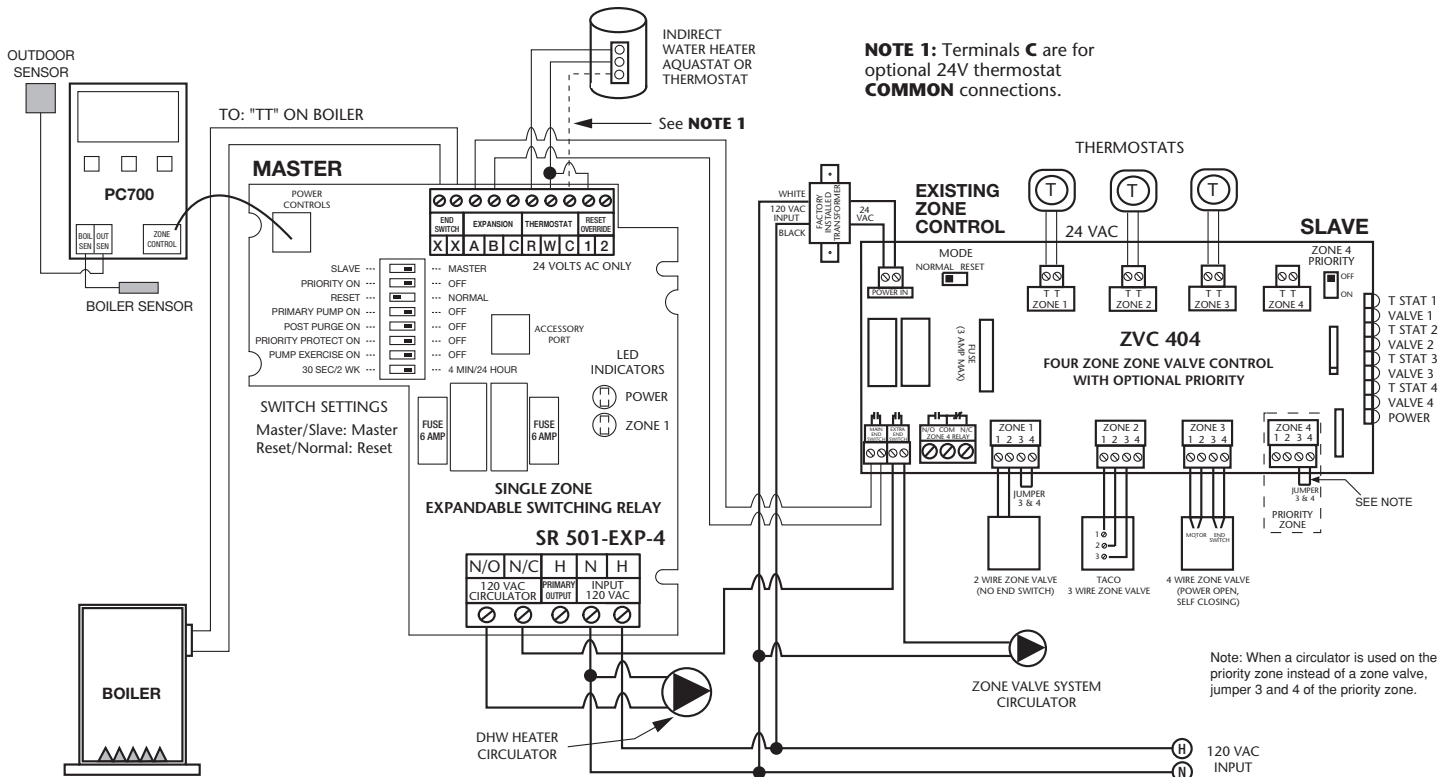 OUTDOOR
SENSOR
PC700
BOIL
SEN
OUT
SEN
ZONE
CONTROL
BOILER SENSOR
TO: "TT" ON BOILER
INDIRECT
WATER HEATER
AQUASTAT OR
THERMOSTAT
See NOTE 1
NOTE 1: Terminals C are for
optional 24V thermostat
COMMON connections.
MASTER
POWER
CONTROLS
END
SWITCH
EXPANSION
THERMOSTAT
RESET
OVERRIDE
X X A B C R W C 1 2
24 VOLTS AC ONLY
SLAVE --- --- MASTER
PRIORITY ON --- --- OFF
RESET --- --- NORMAL
PRIMARY PUMP ON --- --- OFF
POST PURGE ON --- --- OFF
PRIORITY PROTECT ON --- --- OFF
PUMP EXERCISE ON --- --- OFF
30 SEC/2 WK --- --- 4 MIN/24 HOUR
ACCESSORY
PORT
LED
INDICATORS
POWER
ZONE 1
SWITCH SETTINGS
Master/Slave: Master
Reset/Normal: Reset
FUSE
6 AMP
FUSE
6 AMP
SINGLE ZONE
EXPANDABLE SWITCHING RELAY
SR 501-EXP-4
N/O N/C H N H
120 VAC
CIRCULATOR
PRIMARY
OUTPUT
INPUT
120 VAC
BOILER
DHW HEATER
CIRCULATOR
WHITE
120 VAC
INPUT
BLACK
FACTORY
INSTALLED
TRANSFORMER
24
VAC
EXISTING
ZONE
CONTROL
THERMOSTATS
T
T
T
24 VAC
SLAVE
MODE
NORMAL RESET
POWER IN
T T
ZONE 1
T T
ZONE 2
T T
ZONE 3
T T
ZONE 4
ZONE 4
PRIORITY
OFF
ON
T STAT 1
VALVE 1
T STAT 2
VALVE 2
T STAT 3
VALVE 3
T STAT 4
VALVE 4
POWER
FUSE
(3 AMP MAX)
ZVC 404
FOUR ZONE ZONE VALVE CONTROL
WITH OPTIONAL PRIORITY
MAIN
END
SWITCH
EXTRA
END
SWITCH
N/O COM N/C
ZONE 4 RELAY
ZONE 1
1 2 3 4
ZONE 2
1 2 3 4
ZONE 3
1 2 3 4
ZONE 4
1 2 3 4
JUMPER
3 & 4
JUMPER
3 & 4
SEE NOTE
PRIORITY
ZONE
1
2
3
MOTOR
END
SWITCH
2 WIRE ZONE VALVE
(NO END SWITCH)
TACO
3 WIRE ZONE VALVE
4 WIRE ZONE VALVE
(POWER OPEN,
SELF CLOSING)
ZONE VALVE SYSTEM
CIRCULATOR
Note: When a circulator is used on the
priority zone instead of a zone valve,
jumper 3 and 4 of the priority zone.
H
N
120 VAC
INPUT